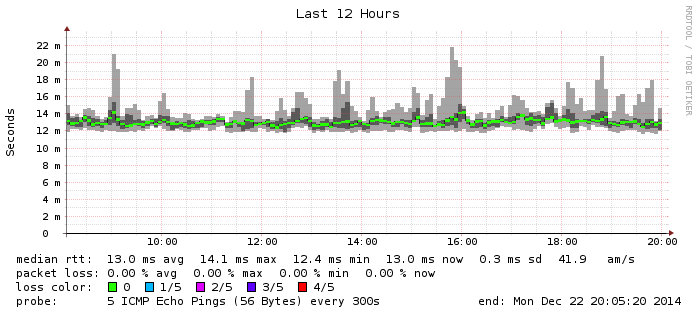 Last 12 Hours
RRDTOOL / TOBI OETIKER
Seconds
22 m
20 m
18 m
16 m
14 m
12 m
10 m
8 m
6 m
4 m
2 m
0
10:00 12:00 14:00 16:00 18:00 20:00
median rtt: 13.0 ms avg 14.1 ms max 12.4 ms min 13.0 ms now 0.3 ms sd 41.9 am/s
packet loss: 0.00 % avg 0.00 % max 0.00 % min 0.00 % now
loss color: 0 1/5 2/5 3/5 4/5
probe: 5 ICMP Echo Pings (56 Bytes) every 300s end: Mon Dec 22 20:05:20 2014